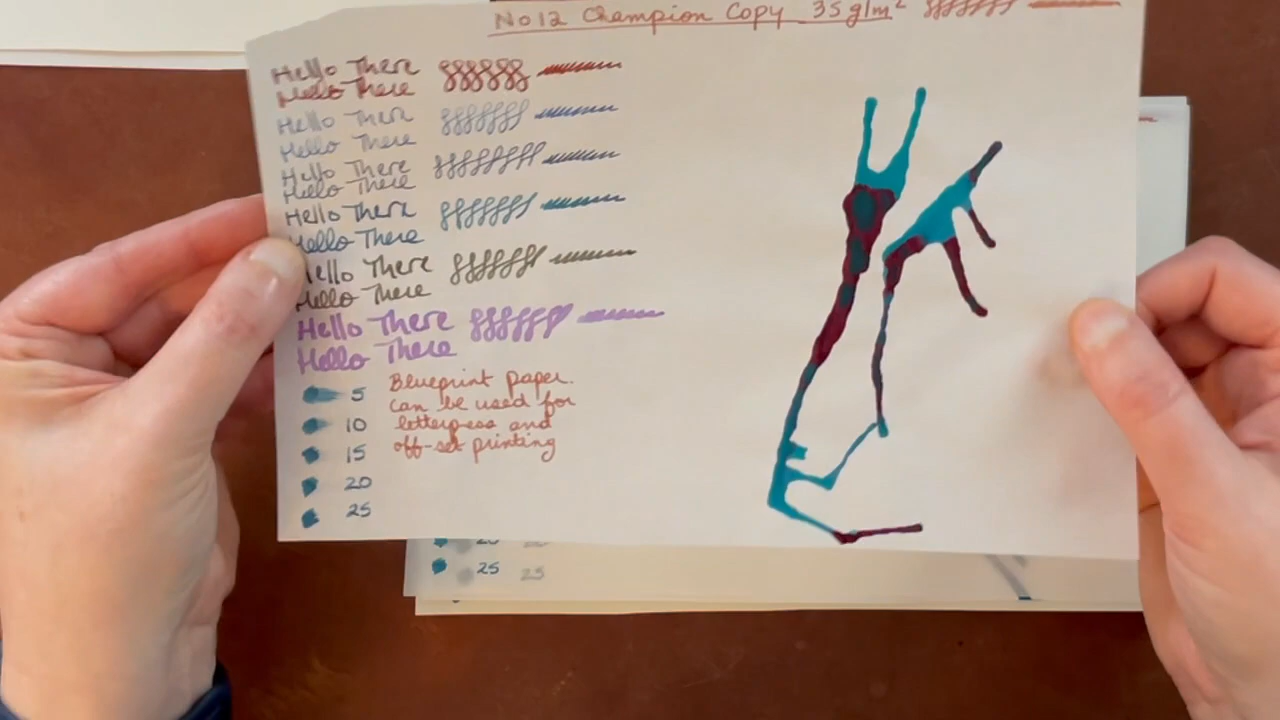 No 12 Champion Copy 35 g/m²
Hello There
Hello There
Hello There
Hello There
Hello There
Hello There
Hello There
Hello There
Hello There
Hello There
Hello There
Hello There
5
10
15
20
25
Blueprint paper.
can be used for
letterpress and
off-set printing
25
25